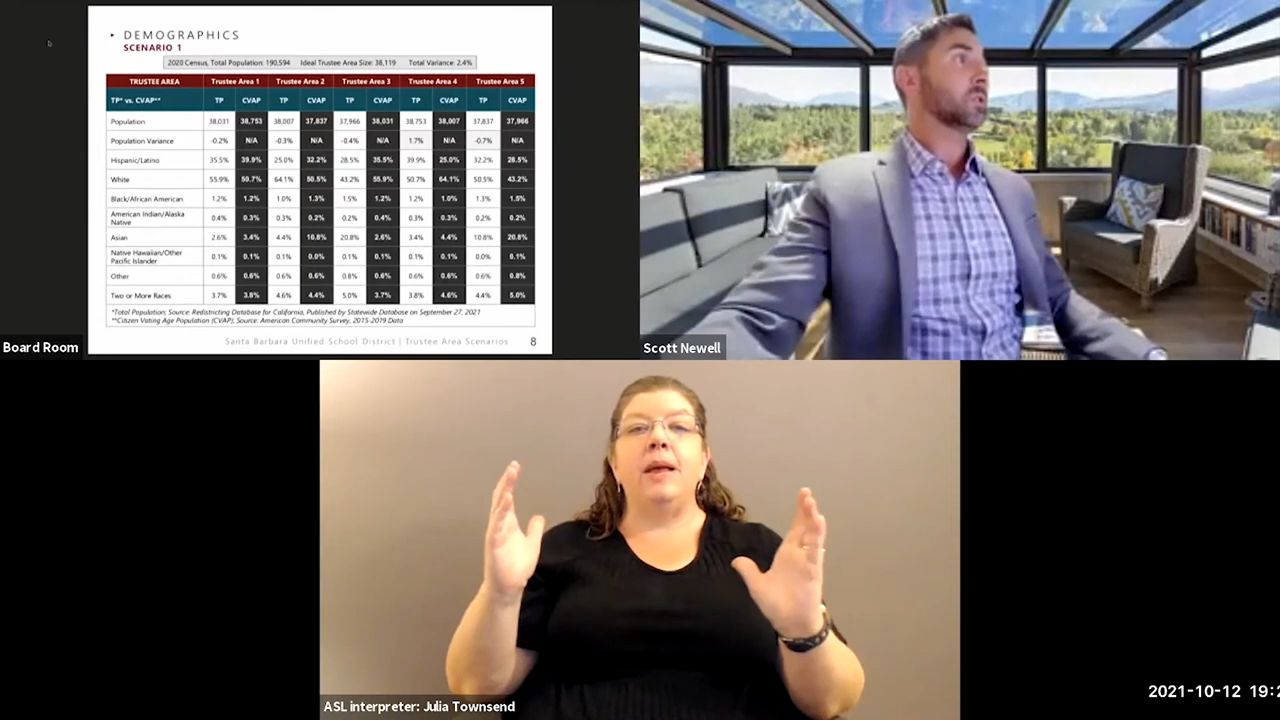 DEMOGRAPHICS
SCENARIO 1
2020 Census, Total Population: 190,594 Ideal Trustee Area Size: 38,119 Total Variance: 2.4%
TRUSTEE AREA Trustee Area 1 Trustee Area 2 Trustee Area 3 Trustee Area 4 Trustee Area 5
TP* vs. CVAP** TP CVAP TP CVAP TP CVAP TP CVAP TP CVAP
Population 38,031 38,753 38,007 37,837 37,966 38,031 38,753 38,007 37,837 37,966
Population Variance -0.2% N/A -0.3% N/A -0.4% N/A 1.7% N/A -0.7% N/A
Hispanic/Latino 35.5% 39.9% 25.0% 32.2% 28.5% 35.5% 39.9% 25.0% 32.2% 28.5%
White 55.9% 50.7% 64.1% 50.5% 43.2% 55.9% 50.7% 64.1% 50.5% 43.2%
Black/African American 1.2% 1.2% 1.0% 1.3% 1.5% 1.2% 1.2% 1.0% 1.3% 1.5%
American Indian/Alaska
Native 0.4% 0.3% 0.3% 0.2% 0.2% 0.4% 0.3% 0.3% 0.2% 0.2%
Asian 2.6% 3.4% 4.4% 10.8% 20.8% 2.6% 3.4% 4.4% 10.8% 20.8%
Native Hawaiian/Other
Pacific Islander 0.1% 0.1% 0.1% 0.0% 0.1% 0.1% 0.1% 0.1% 0.0% 0.1%
Other 0.6% 0.6% 0.6% 0.6% 0.8% 0.6% 0.6% 0.6% 0.6% 0.8%
Two or More Races 3.7% 3.8% 4.6% 4.4% 5.0% 3.7% 3.8% 4.6% 4.4% 5.0%
*Total Population: Source: Redistricting Database for California, Published by Statewide Database on September 27, 2021
**Citizen Voting Age Population (CVAP), Source: American Community Survey, 2015-2019 Data
Santa Barbara Unified School District | Trustee Area Scenarios 8
Board Room
Scott Newell
ASL interpreter: Julia Townsend
2021-10-12 19:2